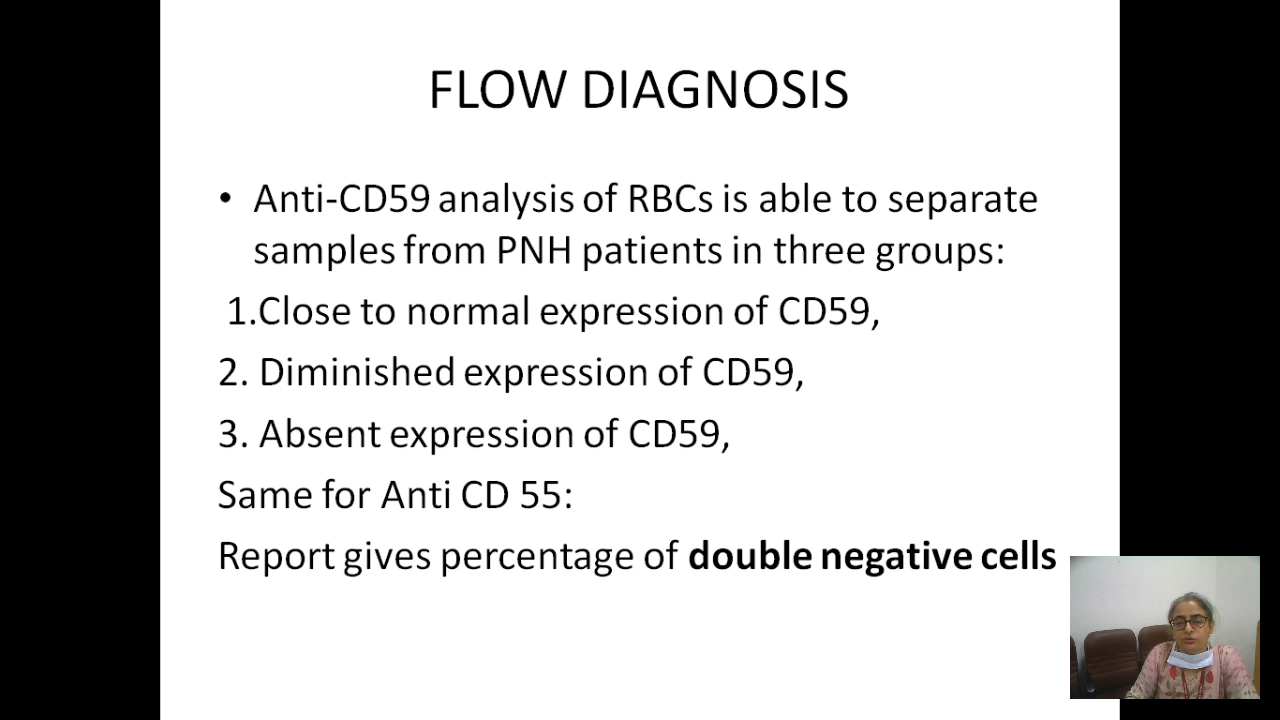 FLOW DIAGNOSIS
• Anti-CD59 analysis of RBCs is able to separate
samples from PNH patients in three groups:
1.Close to normal expression of CD59,
2. Diminished expression of CD59,
3. Absent expression of CD59,
Same for Anti CD 55:
Report gives percentage of double negative cells